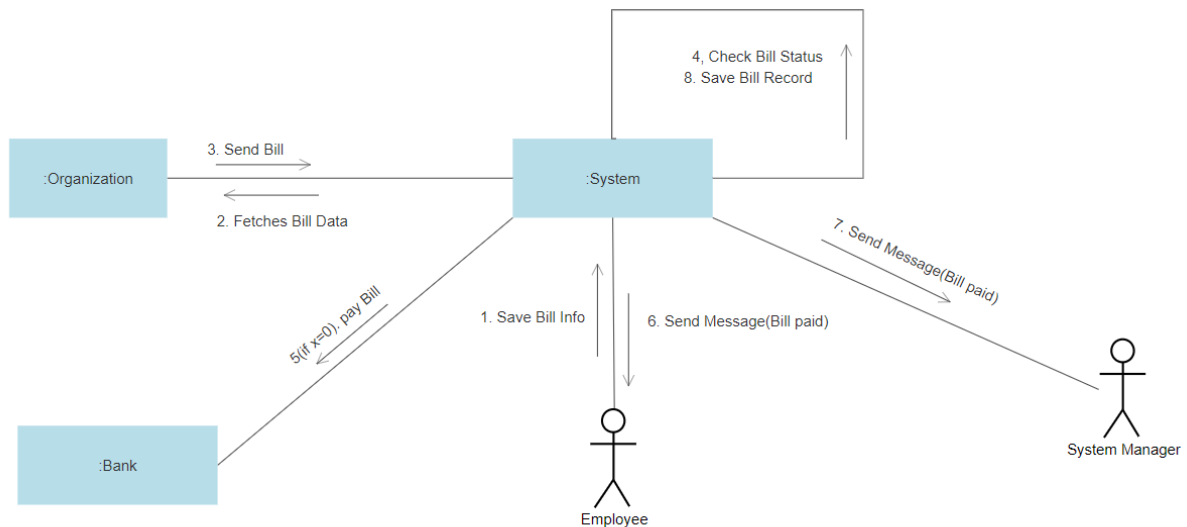 4, Check Bill Status
8. Save Bill Record
3. Send Bill
:Organization
:System
2. Fetches Bill Data
7. Send Message(Bill paid)
5(if x=0). pay Bill
1. Save Bill Info
6. Send Message(Bill paid)
System Manager
:Bank
Employee